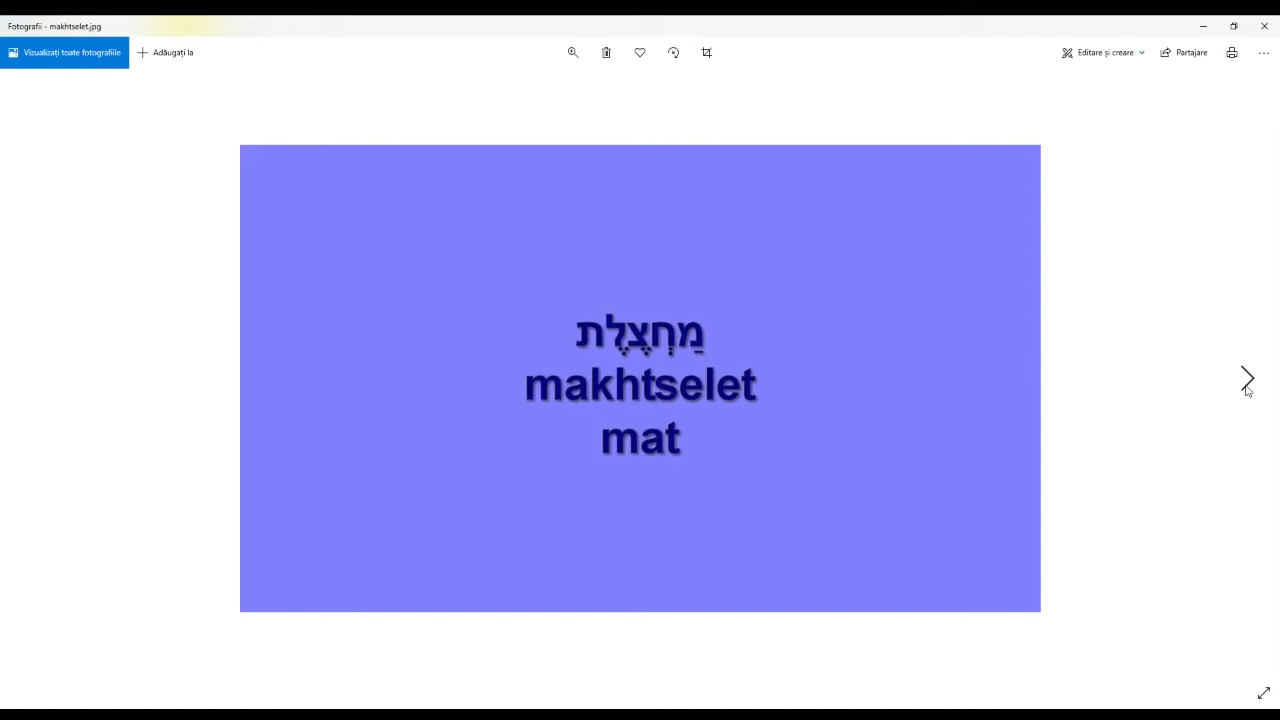 Fotografii - makhtselet.jpg
Vizualizați toate fotografiile
Adăugați la
Editare și creare
Partajare
מַחְצֶלֶת
makhtselet
mat